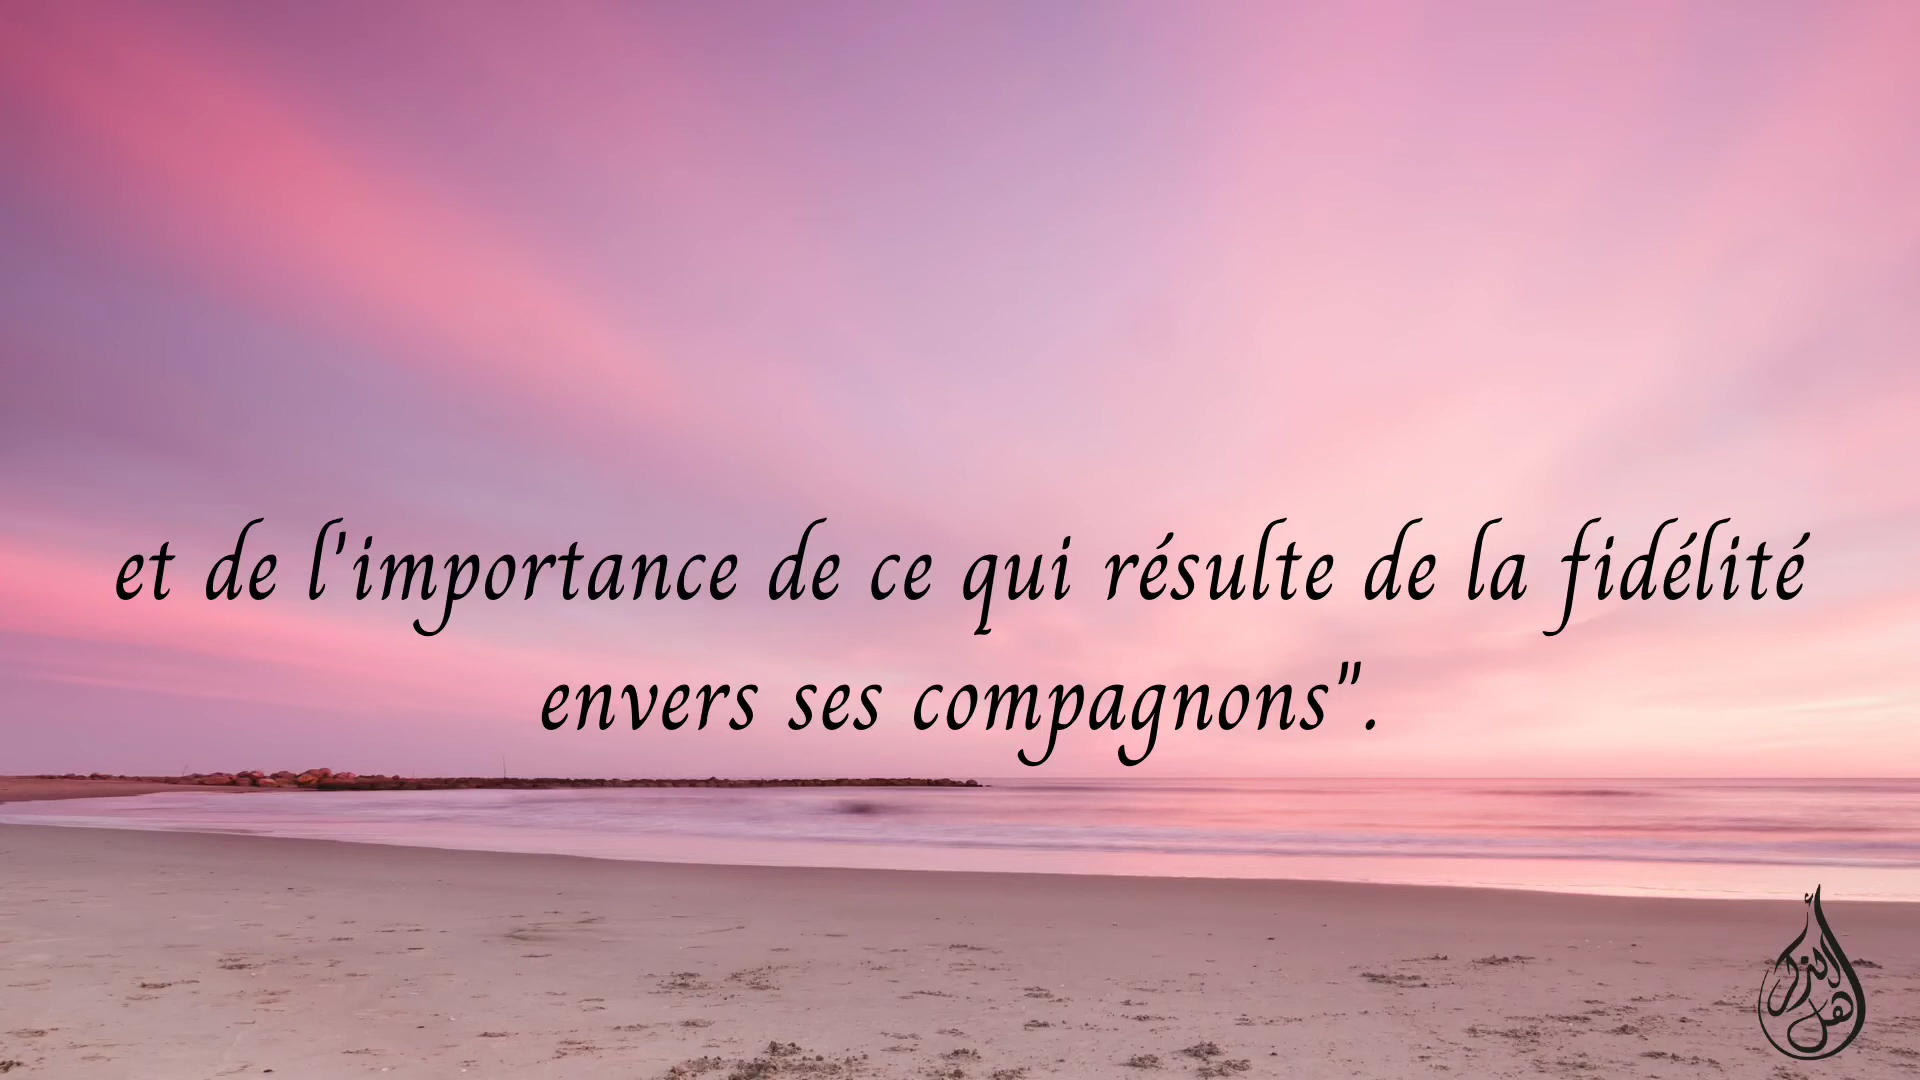 et de l'importance de ce qui résulte de la fidélité
envers ses compagnons".